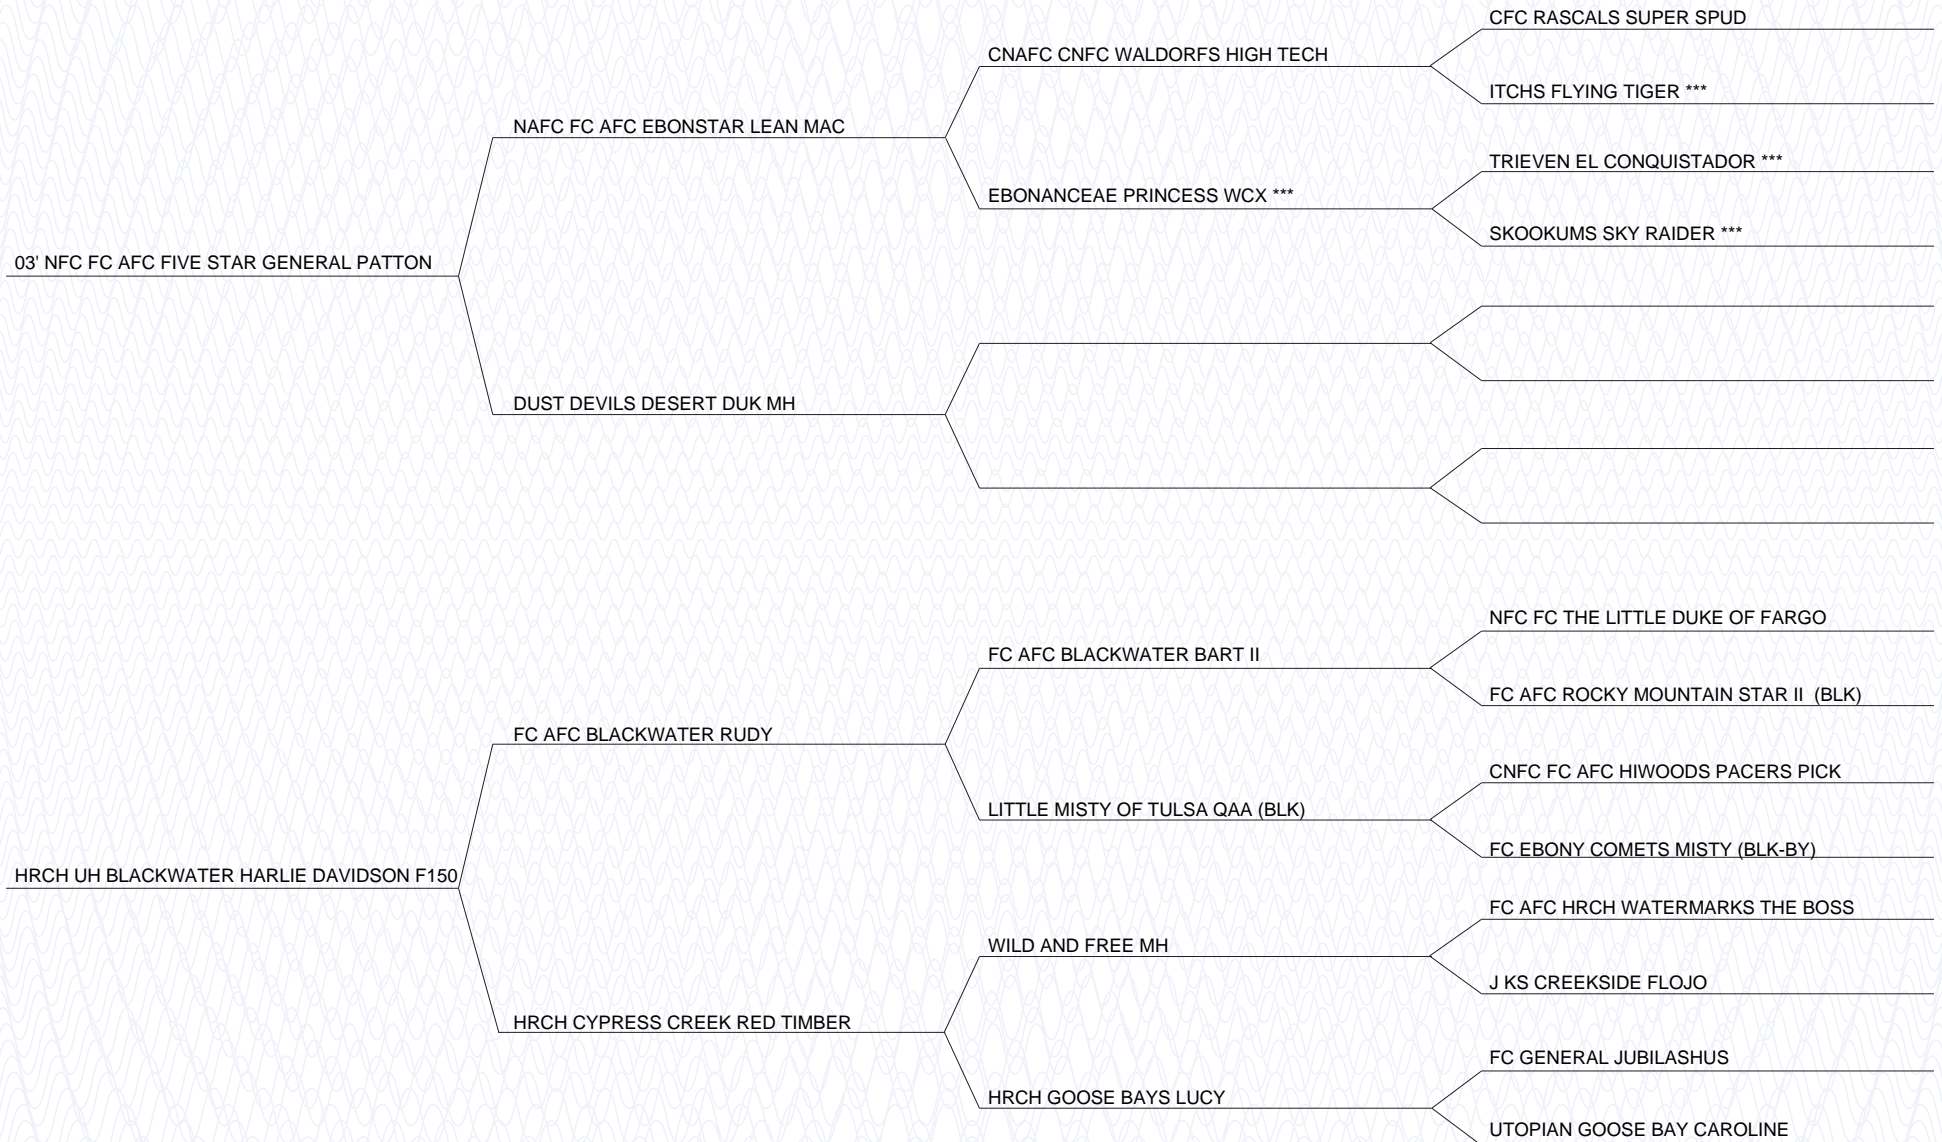 CFC RASCALS SUPER SPUD
CNAFC CNFC WALDORFS HIGH TECH
ITCHS FLYING TIGER ***
NAFC FC AFC EBONSTAR LEAN MAC
TRIEVEN EL CONQUISTADOR ***
EBONANCEAE PRINCESS WCX ***
SKOOKUMS SKY RAIDER ***
03' NFC FC AFC FIVE STAR GENERAL PATTON
DUST DEVILS DESERT DUK MH
NFC FC THE LITTLE DUKE OF FARGO
FC AFC BLACKWATER BART II
FC AFC ROCKY MOUNTAIN STAR II  (BLK)
FC AFC BLACKWATER RUDY
CNFC FC AFC HIWOODS PACERS PICK
LITTLE MISTY OF TULSA QAA (BLK)
FC EBONY COMETS MISTY (BLK-BY)
HRCH UH BLACKWATER HARLIE DAVIDSON F150
FC AFC HRCH WATERMARKS THE BOSS
WILD AND FREE MH
J KS CREEKSIDE FLOJO
HRCH CYPRESS CREEK RED TIMBER
FC GENERAL JUBILASHUS
HRCH GOOSE BAYS LUCY
UTOPIAN GOOSE BAY CAROLINE